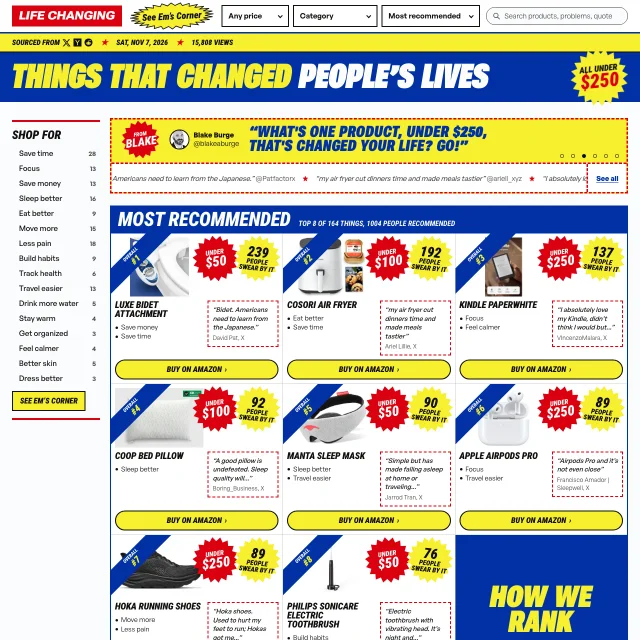 LIFE CHANGING
See Em's Corner
Any price
Category
Most recommended
Search products, problems, quote
SOURCED FROM
SAT, NOV 7, 2026
15,808 VIEWS
THINGS THAT CHANGED PEOPLE'S LIVES
ALL UNDER
$250
SHOP FOR
Save time 28
Focus 13
Save money 13
Sleep better 16
Eat better 9
Move more 15
Less pain 18
Build habits 9
Track health 6
Travel easier 13
Drink more water 5
Stay warm 4
Get organized 3
Feel calmer 4
Better skin 5
Dress better 3
SEE EM'S CORNER
FROM
BLAKE
Blake Burge
@blakeaburge
"WHAT'S ONE PRODUCT, UNDER $250,
THAT'S CHANGED YOUR LIFE? GO!"
Americans need to learn from the Japanese." @Patfactorx ★ "my air fryer cut dinners time and made meals tastier" @ariell_xyz ★ "I absolutely
See all
MOST RECOMMENDED
TOP 8 OF 164 THINGS, 1004 PEOPLE RECOMMENDED
OVERALL
#1
UNDER
$50
239
PEOPLE
SWEAR BY IT
LUXE BIDET
ATTACHMENT
Save money
Save time
"Bidet. Americans
need to learn from
the Japanese."
David Pat, X
BUY ON AMAZON ›
OVERALL
#2
UNDER
$100
192
PEOPLE
SWEAR BY IT
COSORI AIR FRYER
Eat better
Save time
"my air fryer cut
dinners time and
made meals
tastier"
Ariel Lillie, X
BUY ON AMAZON ›
OVERALL
#3
UNDER
$250
137
PEOPLE
SWEAR BY IT
KINDLE PAPERWHITE
Focus
Feel calmer
"I absolutely love
my Kindle, didn't
think I would but..."
VincenzoMalara, X
BUY ON AMAZON ›
OVERALL
#4
UNDER
$100
92
PEOPLE
SWEAR BY IT
COOP BED PILLOW
Sleep better
"A good pillow is
undefeated. Sleep
quality will..."
Boring_Business, X
BUY ON AMAZON ›
OVERALL
#5
UNDER
$50
90
PEOPLE
SWEAR BY IT
MANTA SLEEP MASK
Sleep better
Travel easier
"Simple but has
made falling asleep
at home or
traveling..."
Jarrod Tran, X
BUY ON AMAZON ›
OVERALL
#6
UNDER
$250
89
PEOPLE
SWEAR BY IT
APPLE AIRPODS PRO
Focus
Travel easier
"Airpods Pro and it's
not even close"
Francisco Amador |
Sleepwell, X
BUY ON AMAZON ›
OVERALL
#7
UNDER
$250
89
PEOPLE
SWEAR BY IT
HOKA RUNNING SHOES
Move more
Less pain
"Hoka shoes.
Used to hurt my
feet to run; Hokas
got me..."
OVERALL
#8
UNDER
$50
76
PEOPLE
SWEAR BY IT
PHILIPS SONICARE
ELECTRIC
TOOTHBRUSH
Build habits
"Electric
toothbrush with
vibrating head. It's
night and..."
HOW WE
RANK